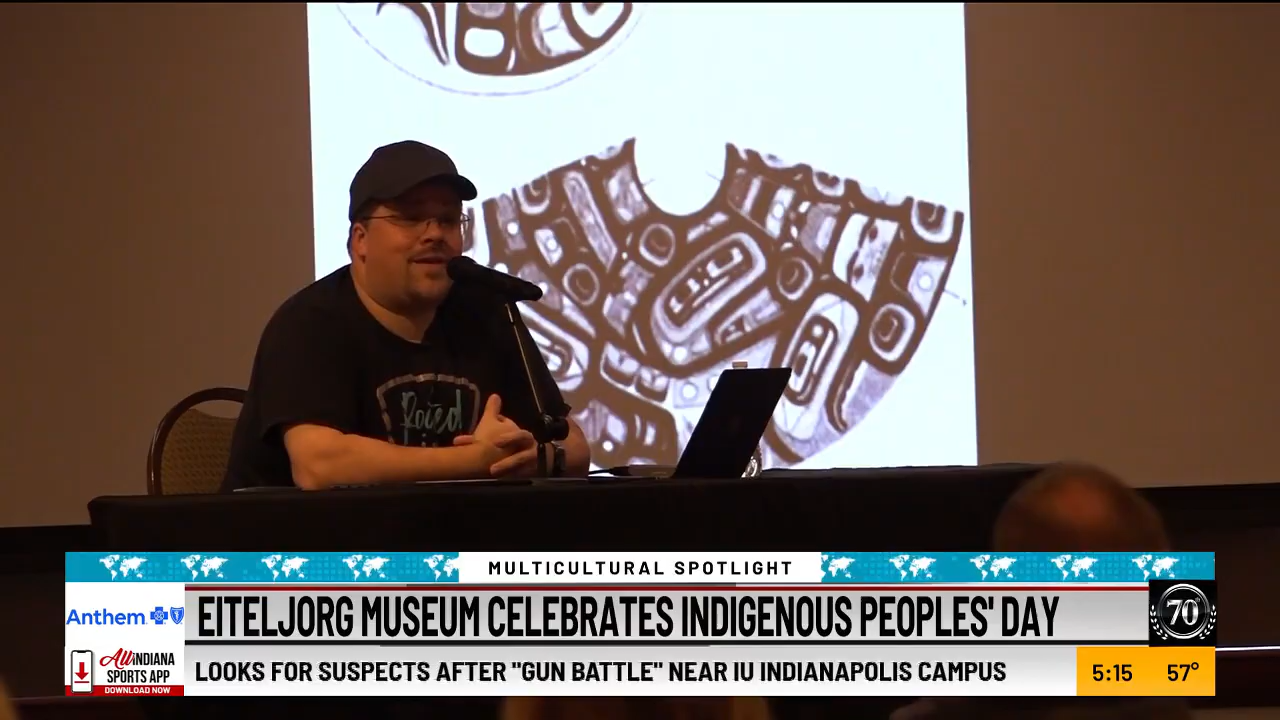 MULTICULTURAL SPOTLIGHT
Anthem
EITELJORG MUSEUM CELEBRATES INDIGENOUS PEOPLES' DAY
70
All INDIANA
SPORTS APP
DOWNLOAD NOW
LOOKS FOR SUSPECTS AFTER "GUN BATTLE" NEAR IU INDIANAPOLIS CAMPUS
5:15 57°